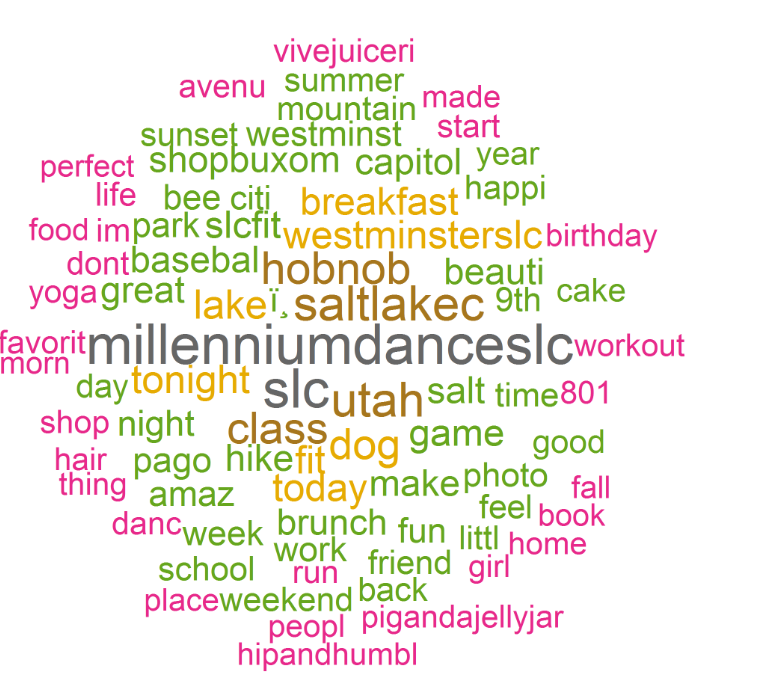 vivejuiceri
avenu summer
mountain made
sunset westminst start
perfect shopbuxom capitol year
life bee citi breakfast happi
food im park slcfit westminsterslc birthday
dont basebal hobnob beauti
yoga great lake ï¸ saltlakec 9th cake
favorit millenniumdanceslc workout
morn
day tonight slc utah salt time 801
shop night class dog game good
hair pago hike fit make photo
thing amaz today feel fall
danc week brunch fun littl book
school work friend girl home
run
place weekend back
peopl pigandajellyjar
hipandhumbl